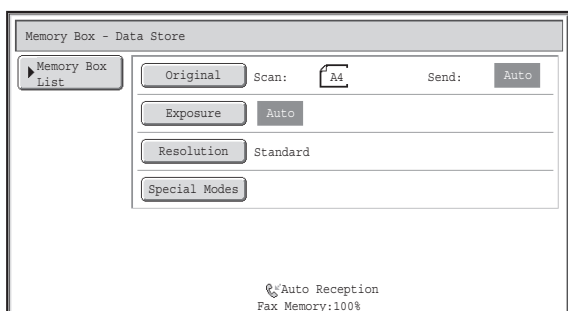 Memory Box - Data Store
Memory Box
List
Original Scan: A4 Send: Auto
Exposure Auto
Resolution Standard
Special Modes
Auto Reception
Fax Memory:100%